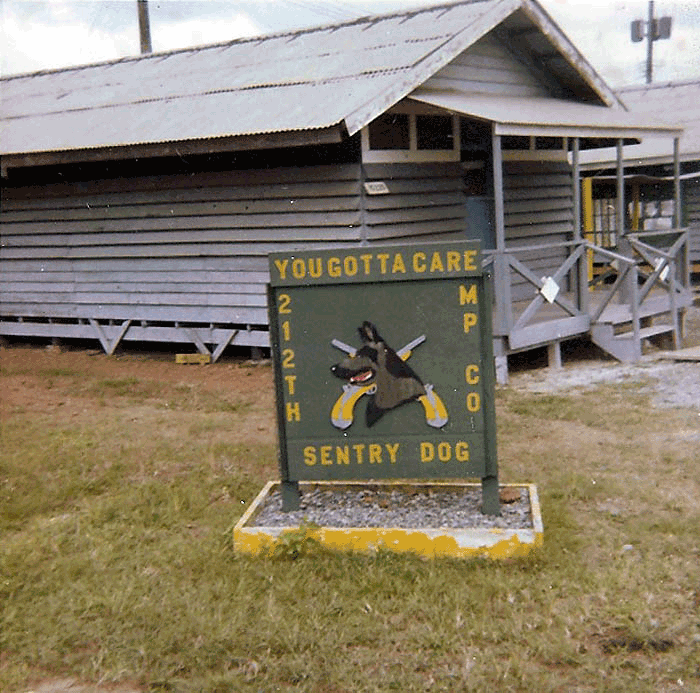 YOU GOTTA CARE
212TH
MP CO
SENTRY DOG